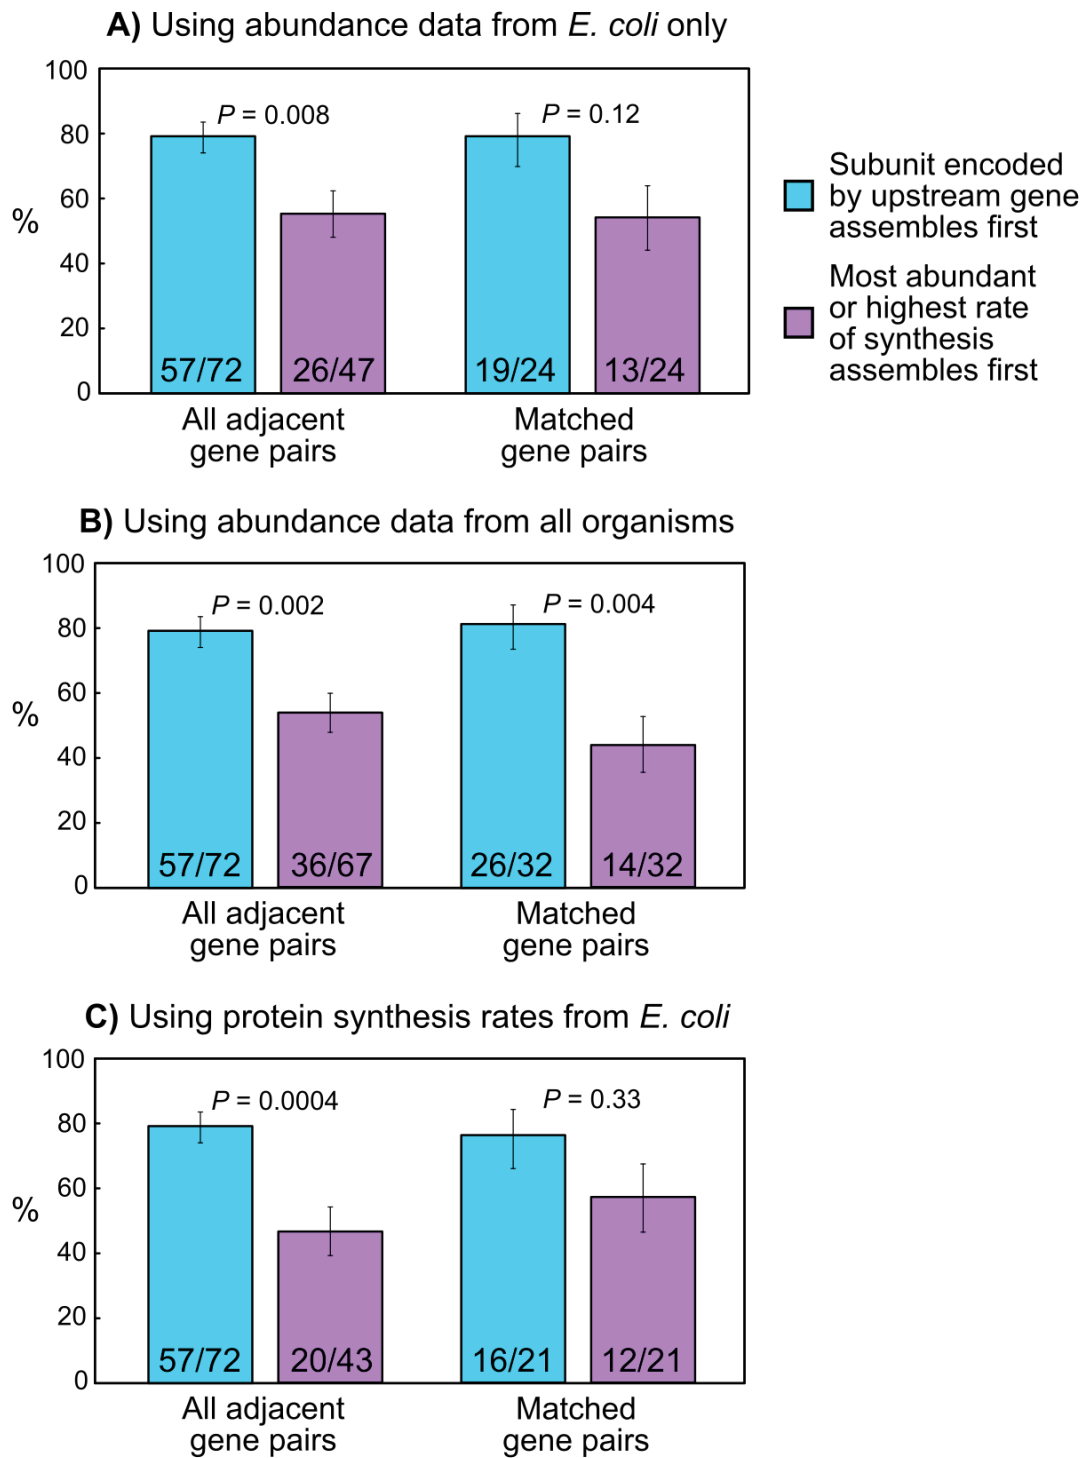 A) Using abundance data from E. coli only
100
80
60
40
20
0
%
P = 0.008
P = 0.12
57/72
26/47
19/24
13/24
All adjacent
gene pairs
Matched
gene pairs
Subunit encoded
by upstream gene
assembles first
Most abundant
or highest rate
of synthesis
assembles first
B) Using abundance data from all organisms
100
80
60
40
20
0
%
P = 0.002
P = 0.004
57/72
36/67
26/32
14/32
All adjacent
gene pairs
Matched
gene pairs
C) Using protein synthesis rates from E. coli
100
80
60
40
20
0
%
P = 0.0004
P = 0.33
57/72
20/43
16/21
12/21
All adjacent
gene pairs
Matched
gene pairs